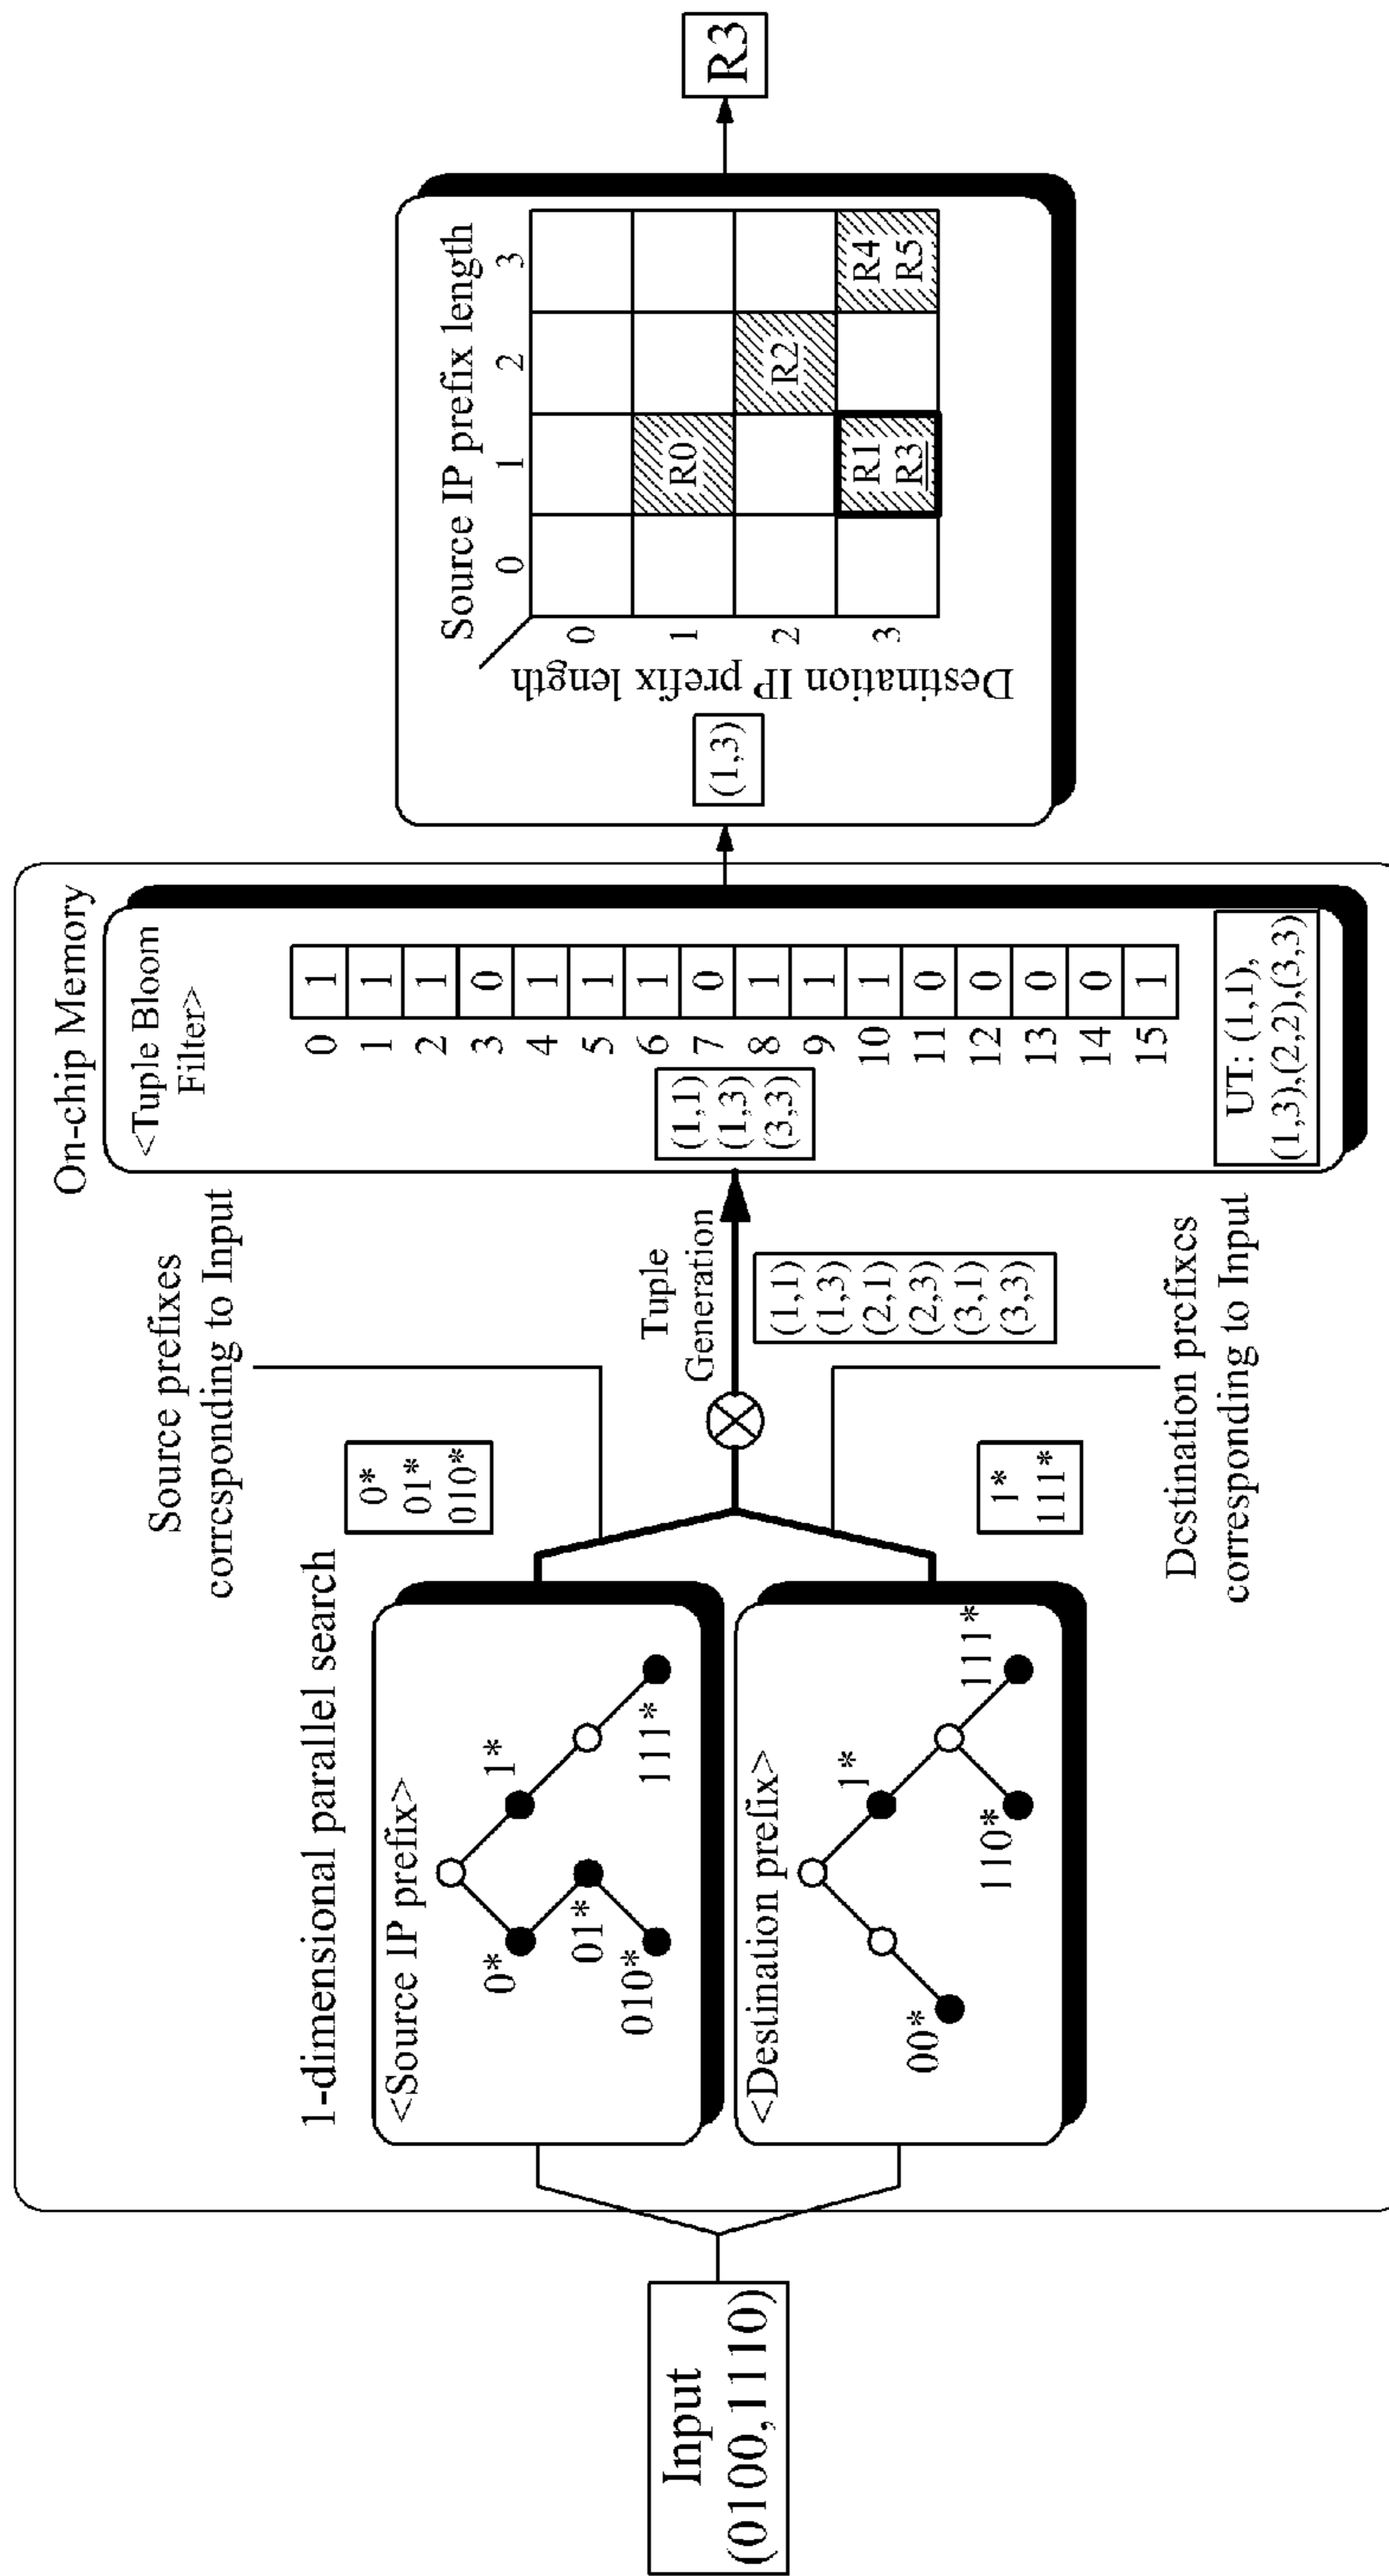 Input
(0100,1110)
1-dimensional parallel search
<Source IP prefix>
0*
1*
01*
010*
111*
<Destination prefix>
1*
00*
110*
111*
Source prefixes
corresponding to Input
0*
01*
010*
1*
111*
Destination prefixes
corresponding to Input
Tuple
Generation
(1,1)
(1,3)
(2,1)
(2,3)
(3,1)
(3,3)
On-chip Memory
<Tuple Bloom
Filter>
(1,1)
(1,3)
(3,3)
0 1
1 1
2 1
3 0
4 1
5 1
6 1
7 0
8 1
9 1
10 1
11 0
12 0
13 0
14 0
15 1
UT: (1,1),
(1,3),(2,2),(3,3)
(1,3)
Source IP prefix length
0 1 2 3
Destination IP prefix length
0
1 R0
2 R2
3 R1 R4
R3 R5
R3